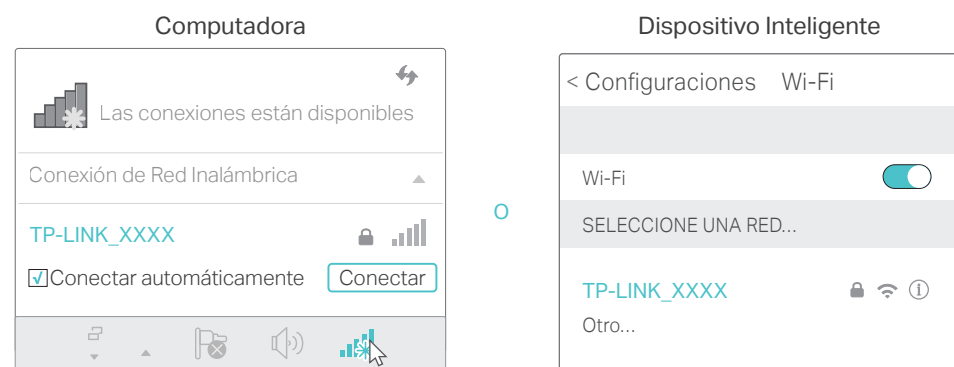 Computadora
Las conexiones están disponibles
Conexión de Red Inalámbrica
TP-LINK_XXXX
Conectar automáticamente Conectar
O
Dispositivo Inteligente
< Configuraciones Wi-Fi
Wi-Fi
SELECCIONE UNA RED...
TP-LINK_XXXX
Otro...